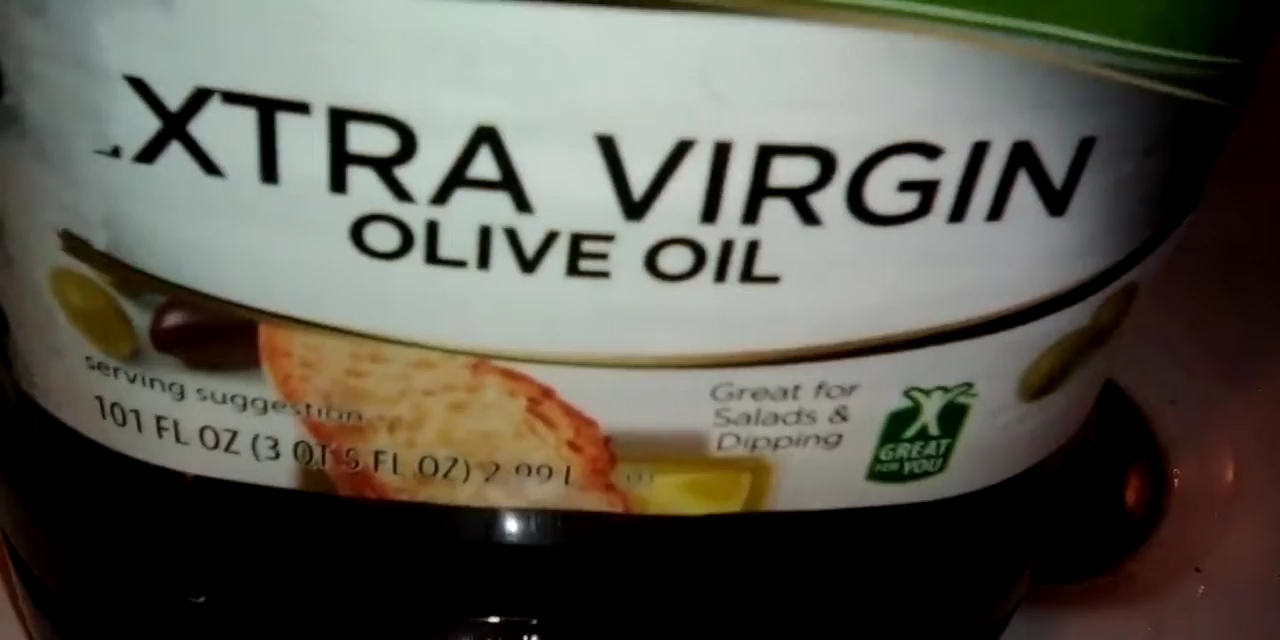 XTRA VIRGIN
OLIVE OIL
serving suggestion
Great for
Salads &
Dipping
GREAT
FOR YOU
101 FL OZ (3 QT 5 FL OZ) 2.99 L